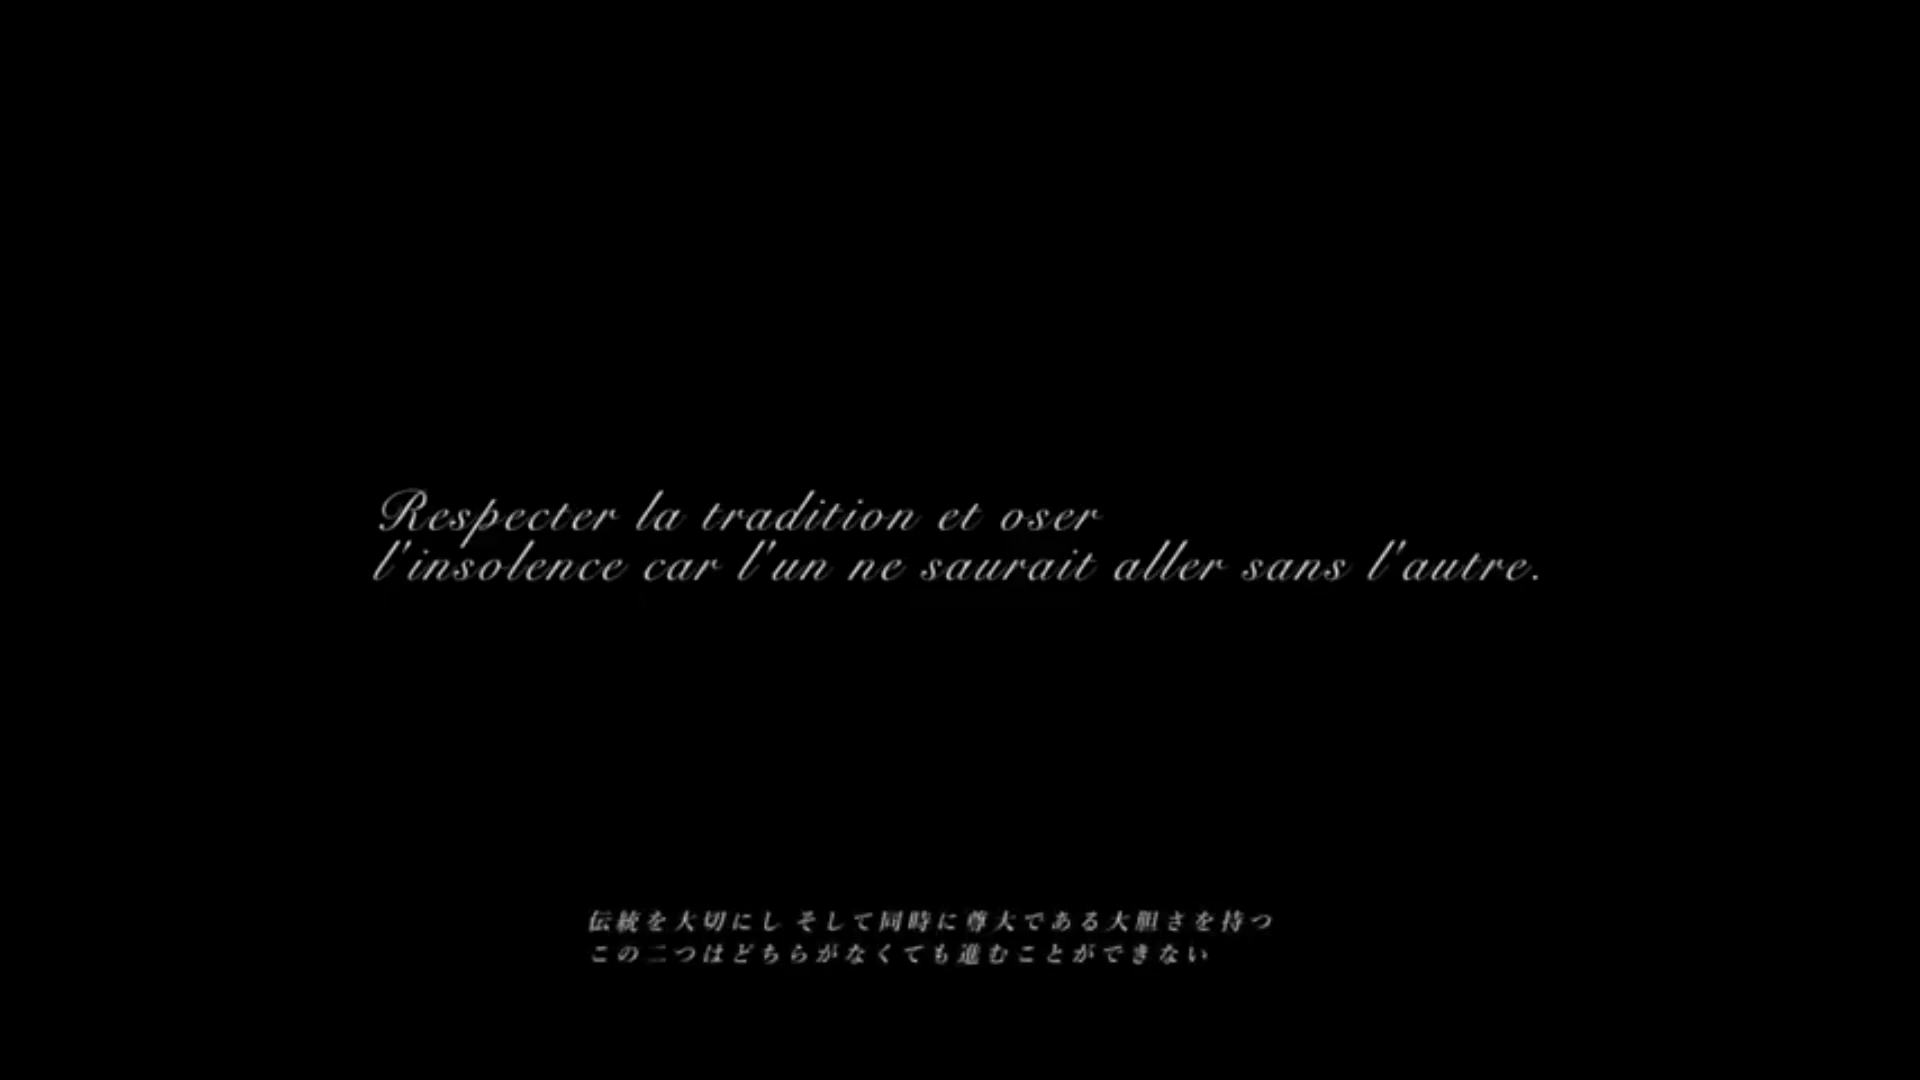 Respecter la tradition et oser
l'insolence car l'un ne saurait aller sans l'autre.
伝統を大切にし そして同時に尊大である大胆さを持つ
この二つはどちらがなくても進むことができない